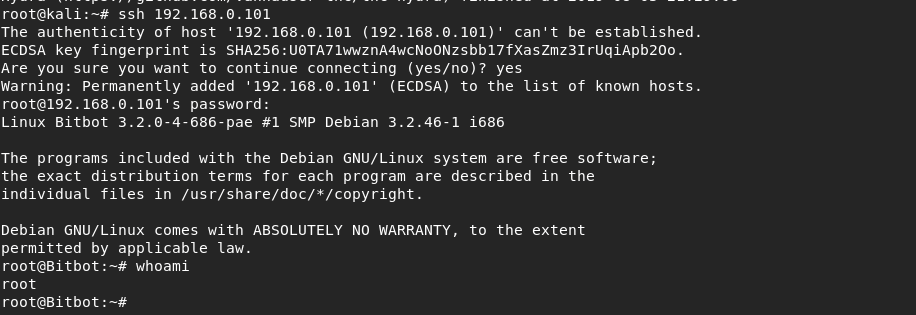 root@kali:~# ssh 192.168.0.101
The authenticity of host '192.168.0.101 (192.168.0.101)' can't be established.
ECDSA key fingerprint is SHA256:U0TA71wwznA4wcNoONzsbb17fXasZmz3IrUqiApb2Oo.
Are you sure you want to continue connecting (yes/no)? yes
Warning: Permanently added '192.168.0.101' (ECDSA) to the list of known hosts.
root@192.168.0.101's password:
Linux Bitbot 3.2.0-4-686-pae #1 SMP Debian 3.2.46-1 i686

The programs included with the Debian GNU/Linux system are free software;
the exact distribution terms for each program are described in the
individual files in /usr/share/doc/*/copyright.

Debian GNU/Linux comes with ABSOLUTELY NO WARRANTY, to the extent
permitted by applicable law.
root@Bitbot:~# whoami
root
root@Bitbot:~#